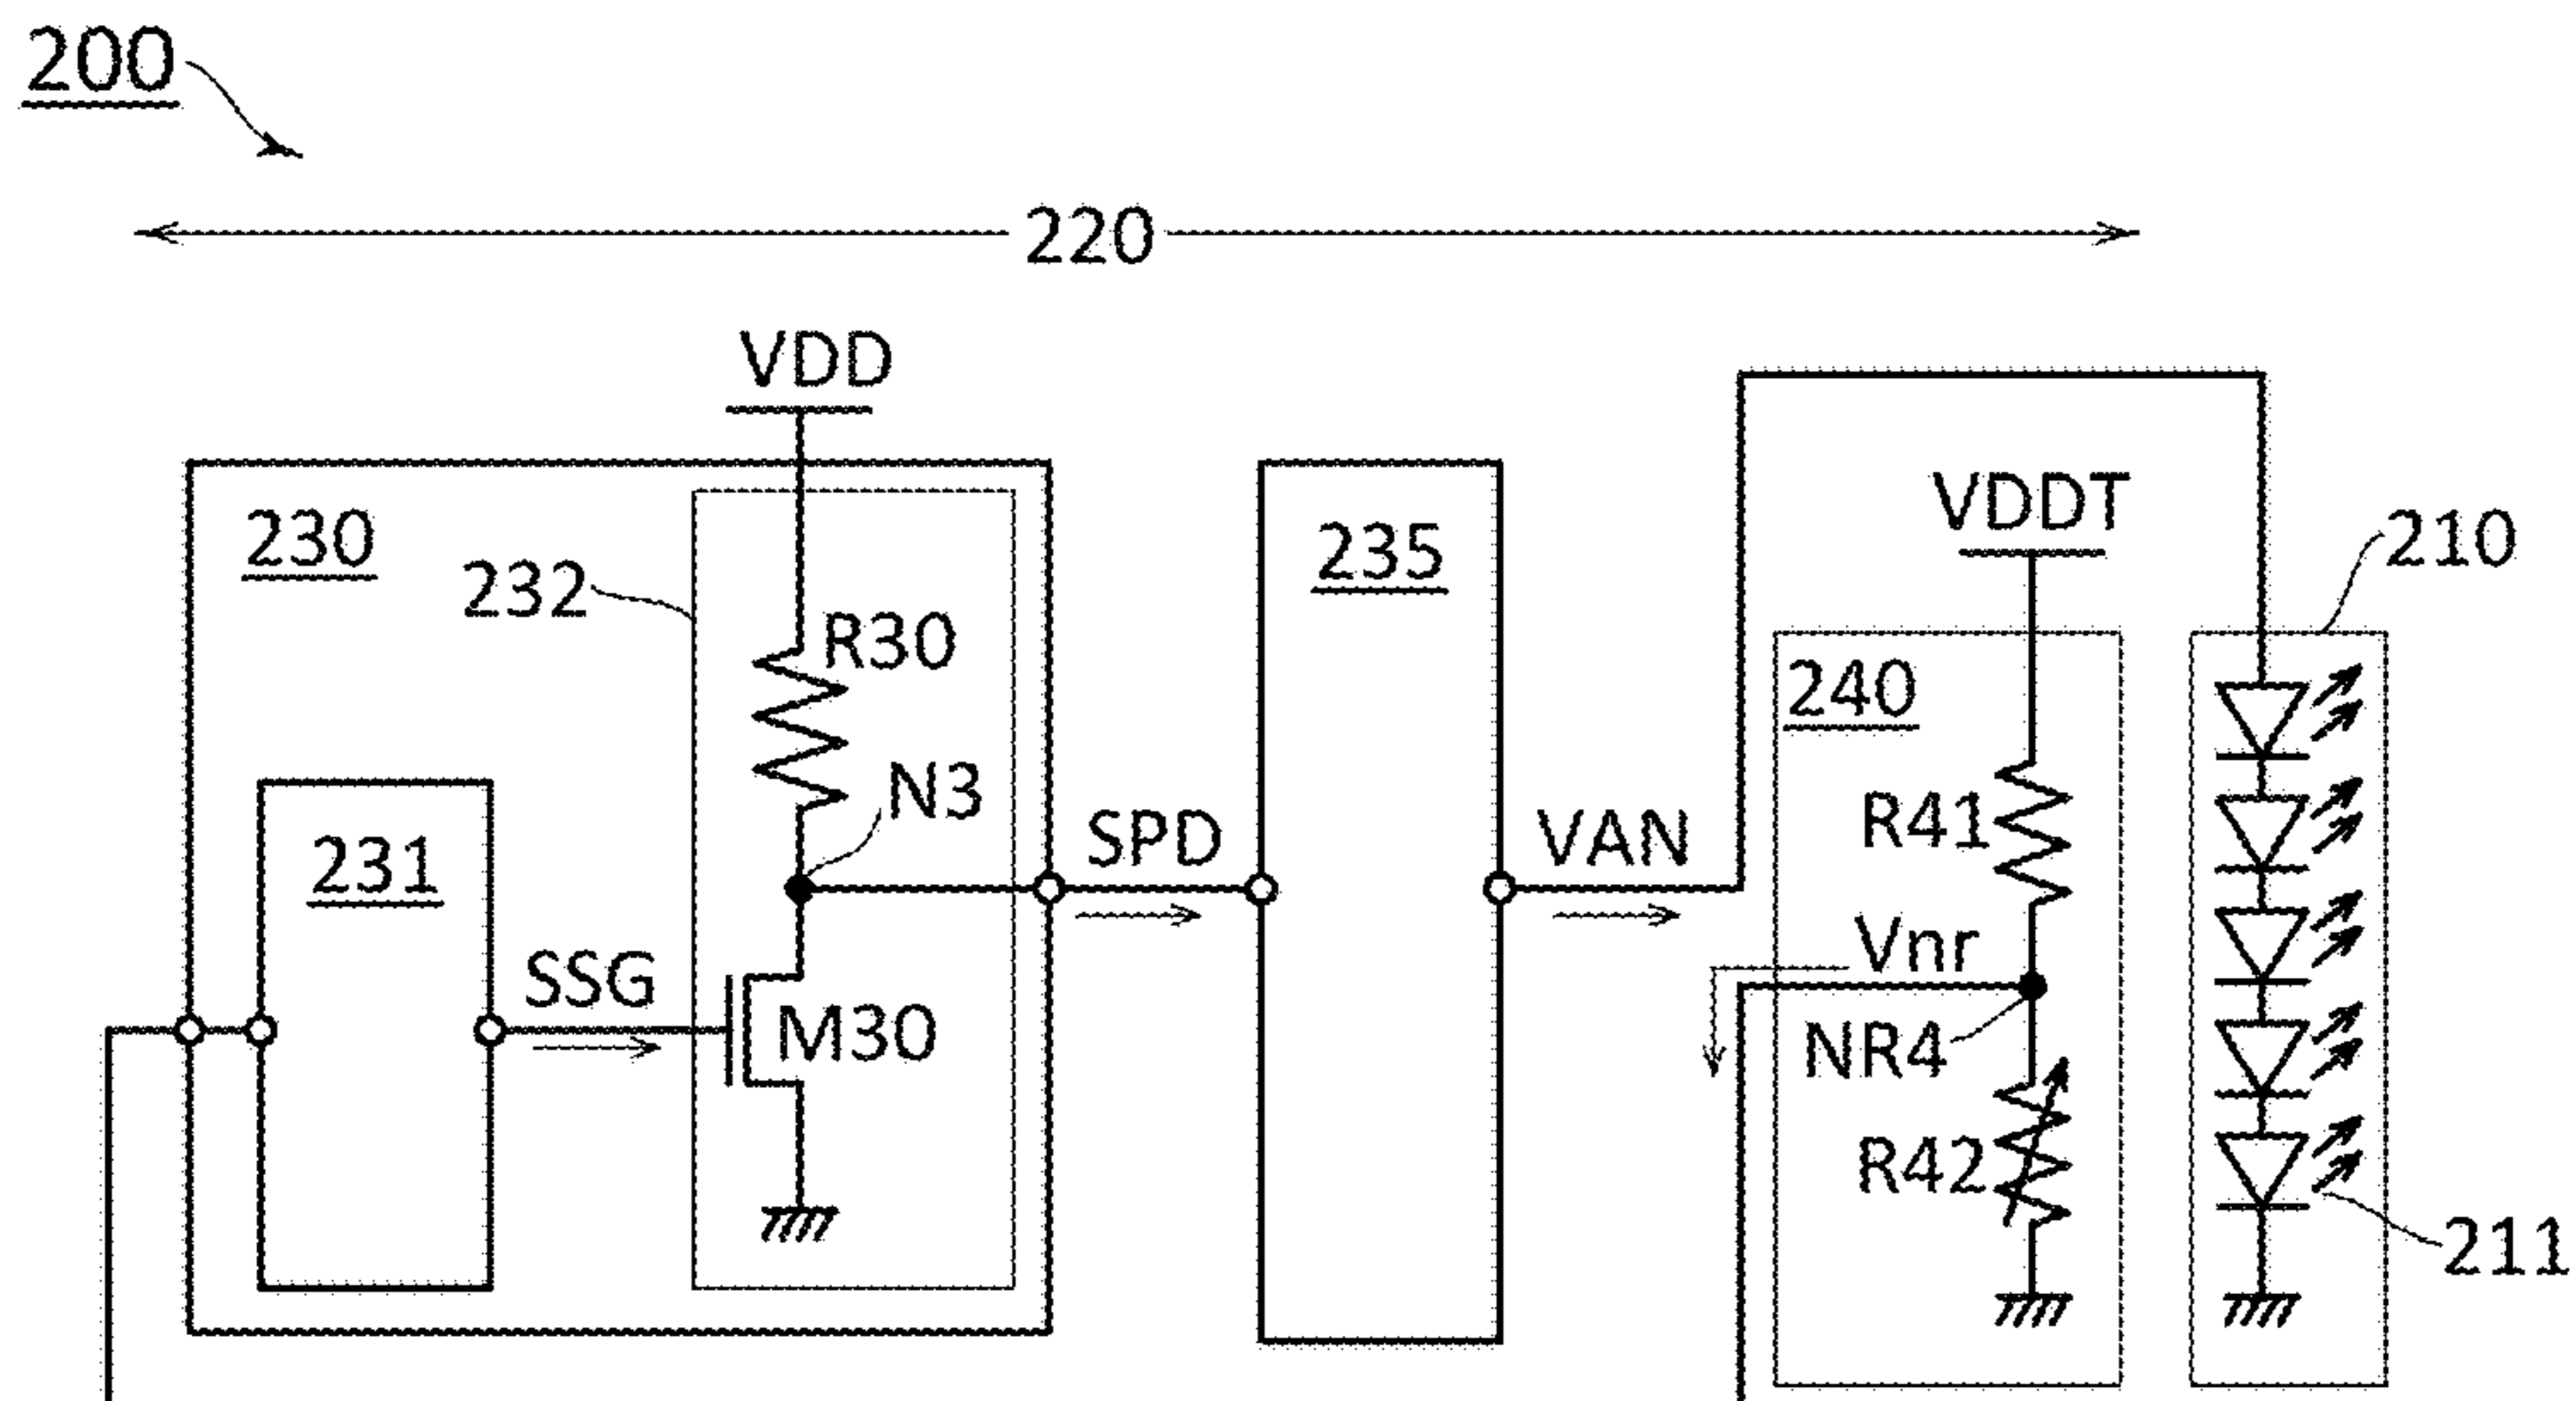 200
220
VDD
VDDT
230
235
210
232
R30
240
N3
R41
231
SPD
VAN
SSG
Vnr
M30
NR4
R42
211